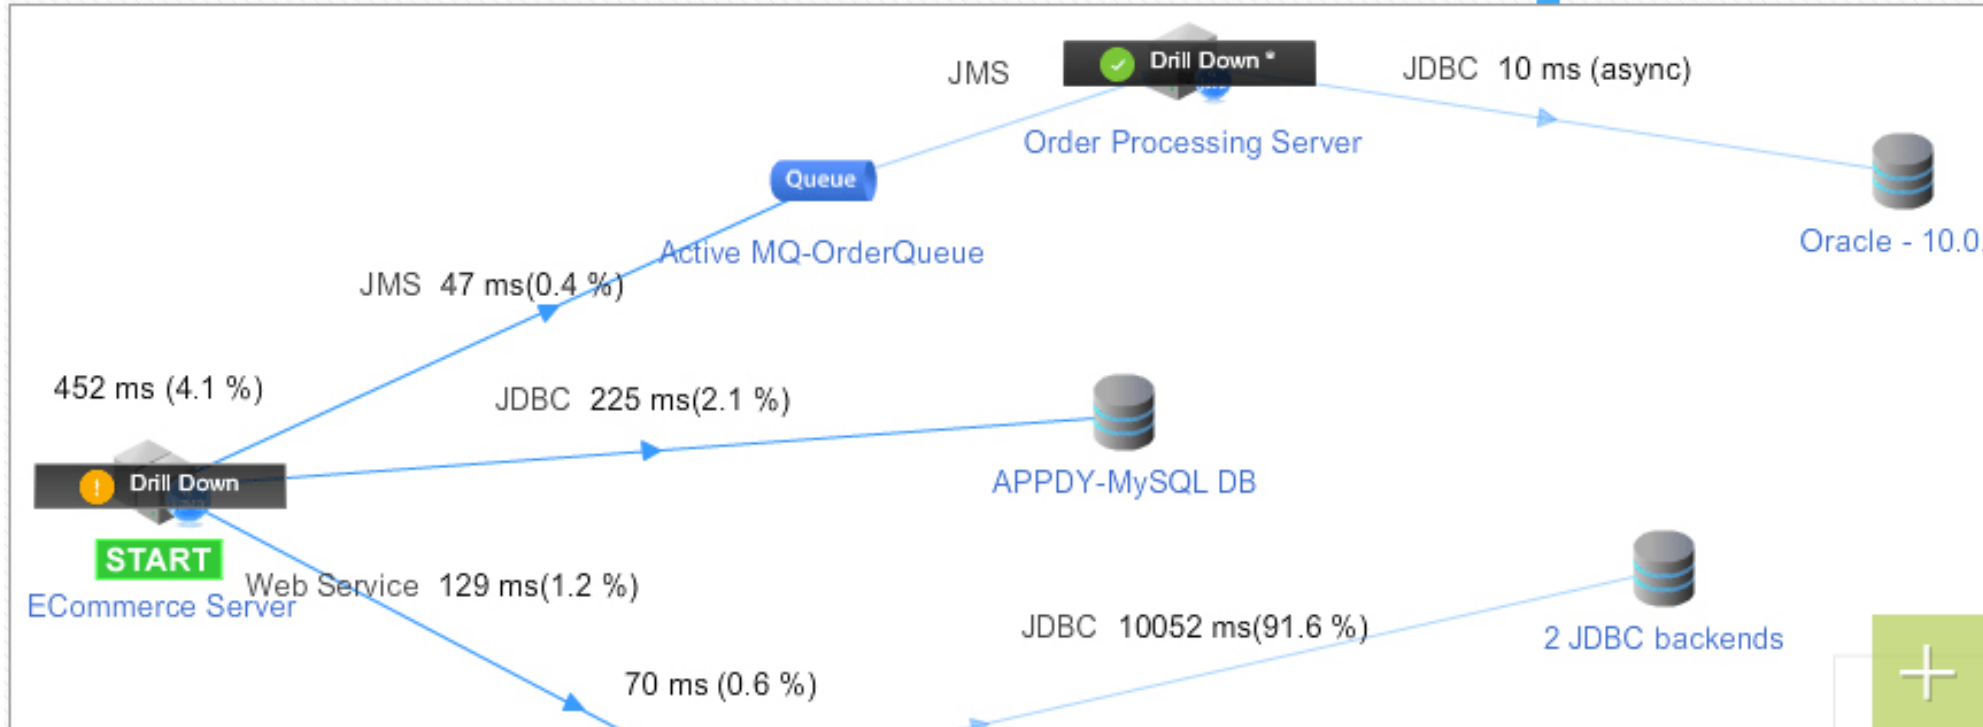 Drill Down *
JMS
JDBC 10 ms (async)
Order Processing Server
Queue
Oracle - 10.0.
Active MQ-OrderQueue
JMS 47 ms(0.4 %)
452 ms (4.1 %)
JDBC 225 ms(2.1 %)
Drill Down
APPDY-MySQL DB
START
Web Service 129 ms(1.2 %)
ECommerce Server
JDBC 10052 ms(91.6 %)
2 JDBC backends
70 ms (0.6 %)